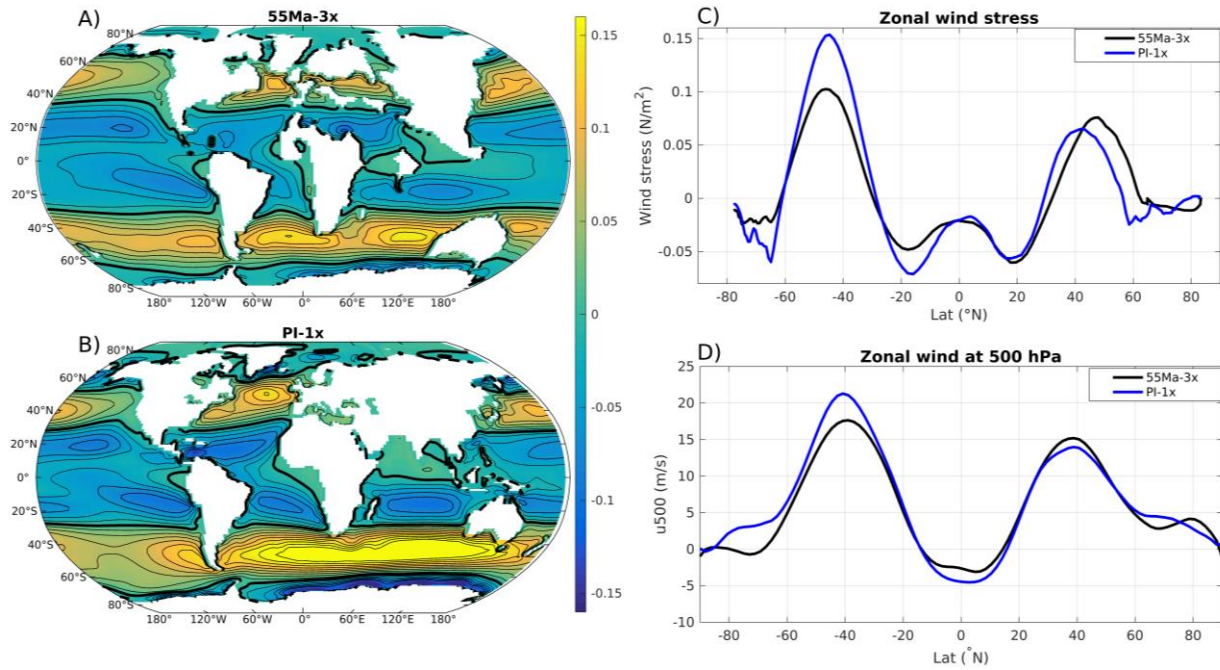 A)
55Ma-3x
80°N
60°N
40°N
20°N
0°
20°S
40°S
60°S
80°S
180° 120°W 60°W 0° 60°E 120°E 180°
B)
PI-1x
80°N
60°N
40°N
20°N
0°
20°S
40°S
60°S
80°S
180° 120°W 60°W 0° 60°E 120°E 180°
0.15
0.1
0.05
0
-0.05
-0.1
-0.15
C)
Zonal wind stress
55Ma-3x
PI-1x
Wind stress (N/m²)
0.15
0.1
0.05
0
-0.05
-80 -60 -40 -20 0 20 40 60 80
Lat (°N)
D)
Zonal wind at 500 hPa
55Ma-3x
PI-1x
u500 (m/s)
25
20
15
10
5
0
-5
-10
-80 -60 -40 -20 0 20 40 60 80
Lat (°N)